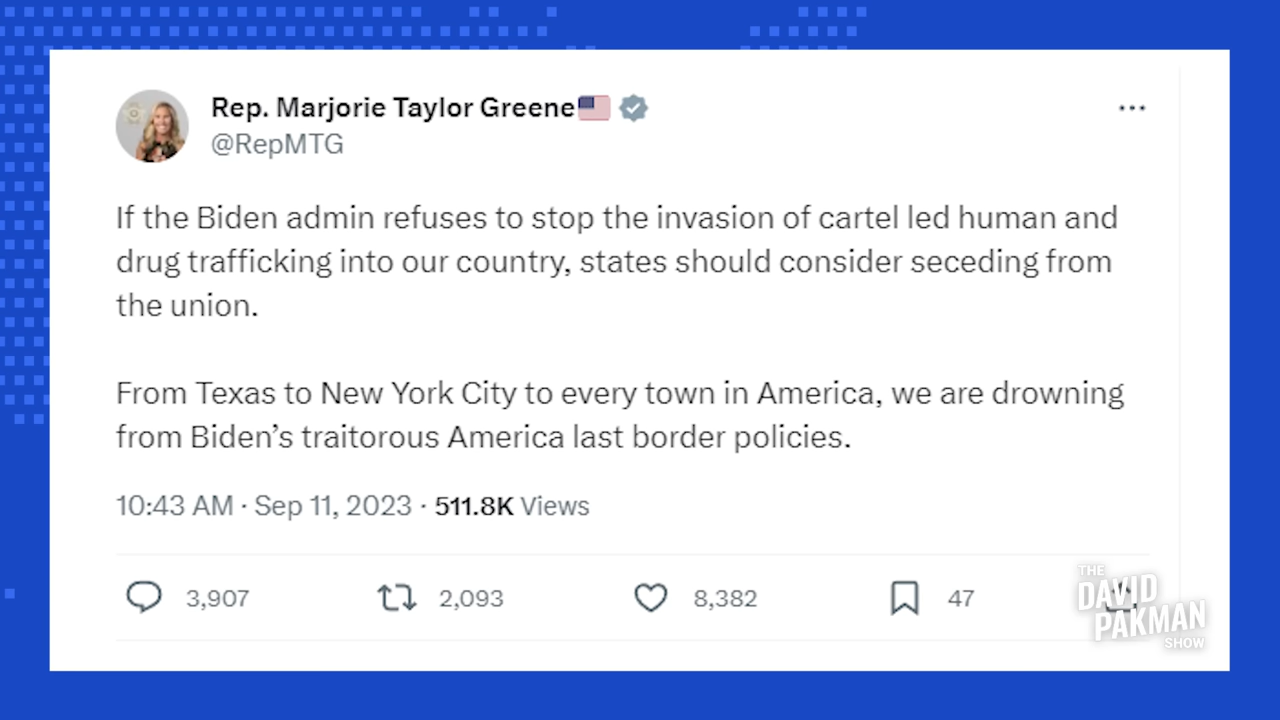 Rep. Marjorie Taylor Greene
@RepMTG
If the Biden admin refuses to stop the invasion of cartel led human and
drug trafficking into our country, states should consider seceding from
the union.
From Texas to New York City to every town in America, we are drowning
from Biden’s traitorous America last border policies.
10:43 AM · Sep 11, 2023 · 511.8K Views
3,907 2,093 8,382 47
THE
DAVID
PAKMAN
SHOW